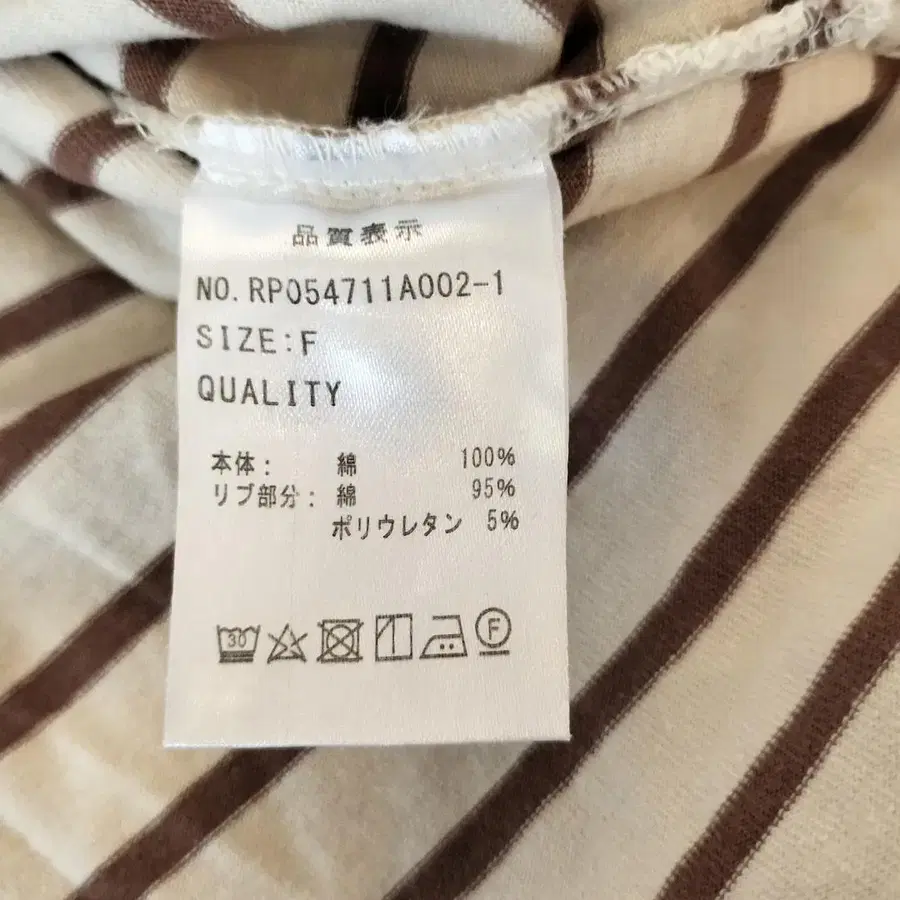 品質表示
NO. RP054711A002-1
SIZE:F
QUALITY
本体: 綿 100%
リブ部分: 綿 95%
ポリウレタン 5%
30 F